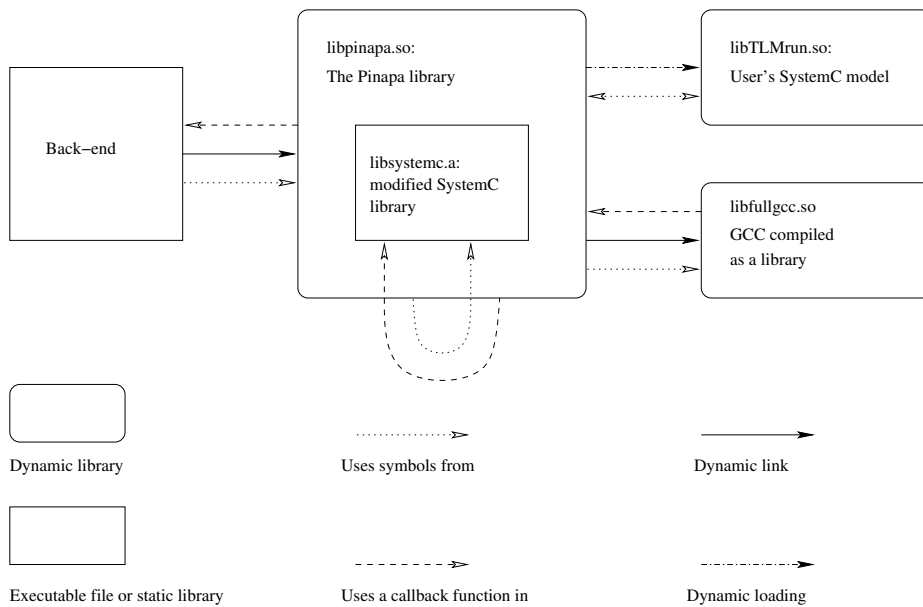 libpinapa.so:
The Pinapa library
libTLMrun.so:
User's SystemC model
Back−end
libsystemc.a:
modified SystemC
library
libfullgcc.so
GCC compiled
as a library
Dynamic library
Uses symbols from
Dynamic link
Executable file or static library
Uses a callback function in
Dynamic loading